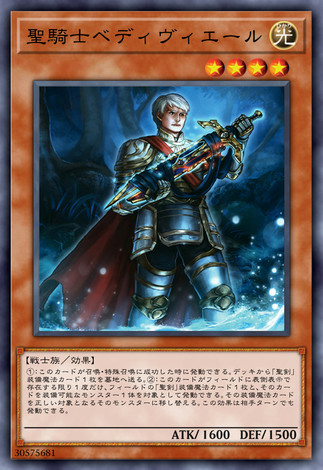 聖騎士ベディヴィエール
光
【戦士族/効果】
①:このカードが召喚・特殊召喚に成功した時に発動できる。デッキから「聖剣」
装備魔法カード1枚を墓地へ送る。②:このカードがフィールドに表側表示で
存在する限り1度だけ、フィールドの「聖剣」装備魔法カード1枚と、そのカー
ドを装備可能なモンスター1体を対象として発動できる。その装備魔法カード
を正しい対象となるそのモンスターに移し替える。この効果は相手ターンでも
発動できる。
ATK/1600 DEF/1500
30575681